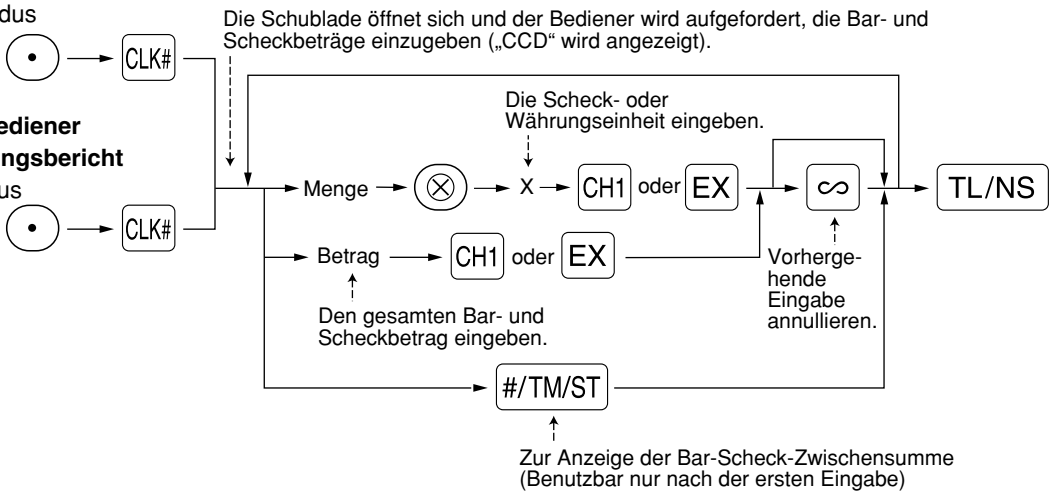 Die Schublade öffnet sich und der Bediener wird aufgefordert, die Bar- und
Scheckbeträge einzugeben („CCD“ wird angezeigt).
dus
• CLK#
ediener
ngsbericht
us
• CLK#
Die Scheck- oder
Währungseinheit eingeben.
Menge ⊗ X CH1 oder EX ∞ TL/NS
Betrag CH1 oder EX
Vorherge-
hende
Eingabe
annullieren.
Den gesamten Bar- und
Scheckbetrag eingeben.
#/TM/ST
Zur Anzeige der Bar-Scheck-Zwischensumme
(Benutzbar nur nach der ersten Eingabe)